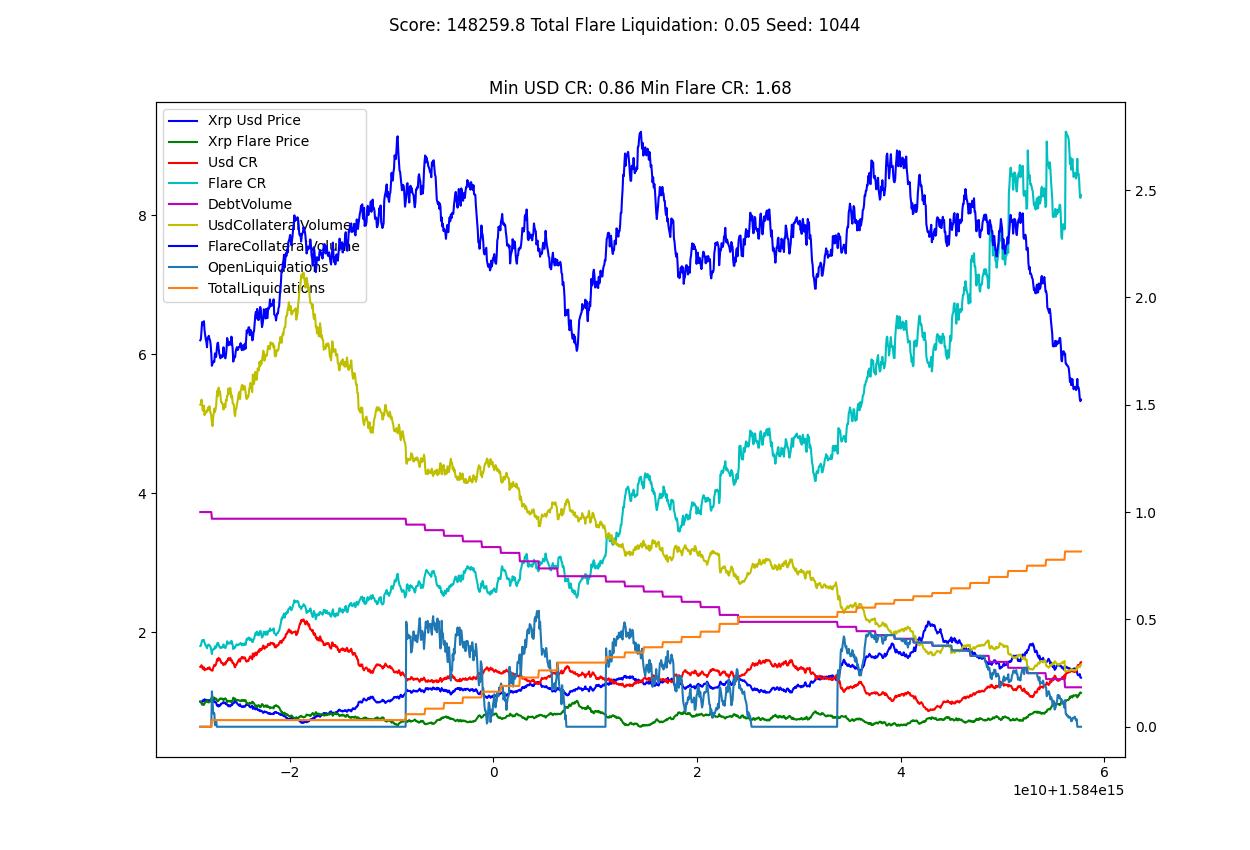 Score: 148259.8 Total Flare Liquidation: 0.05 Seed: 1044
Min USD CR: 0.86 Min Flare CR: 1.68
Xrp Usd Price
Xrp Flare Price
Usd CR
Flare CR
DebtVolume
UsdCollateralVolume
FlareCollateralVolume
OpenLiquidations
TotalLiquidations
8
6
4
2
2.5
2.0
1.5
1.0
0.5
0.0
−2 0 2 4 6
1e10+1.584e15